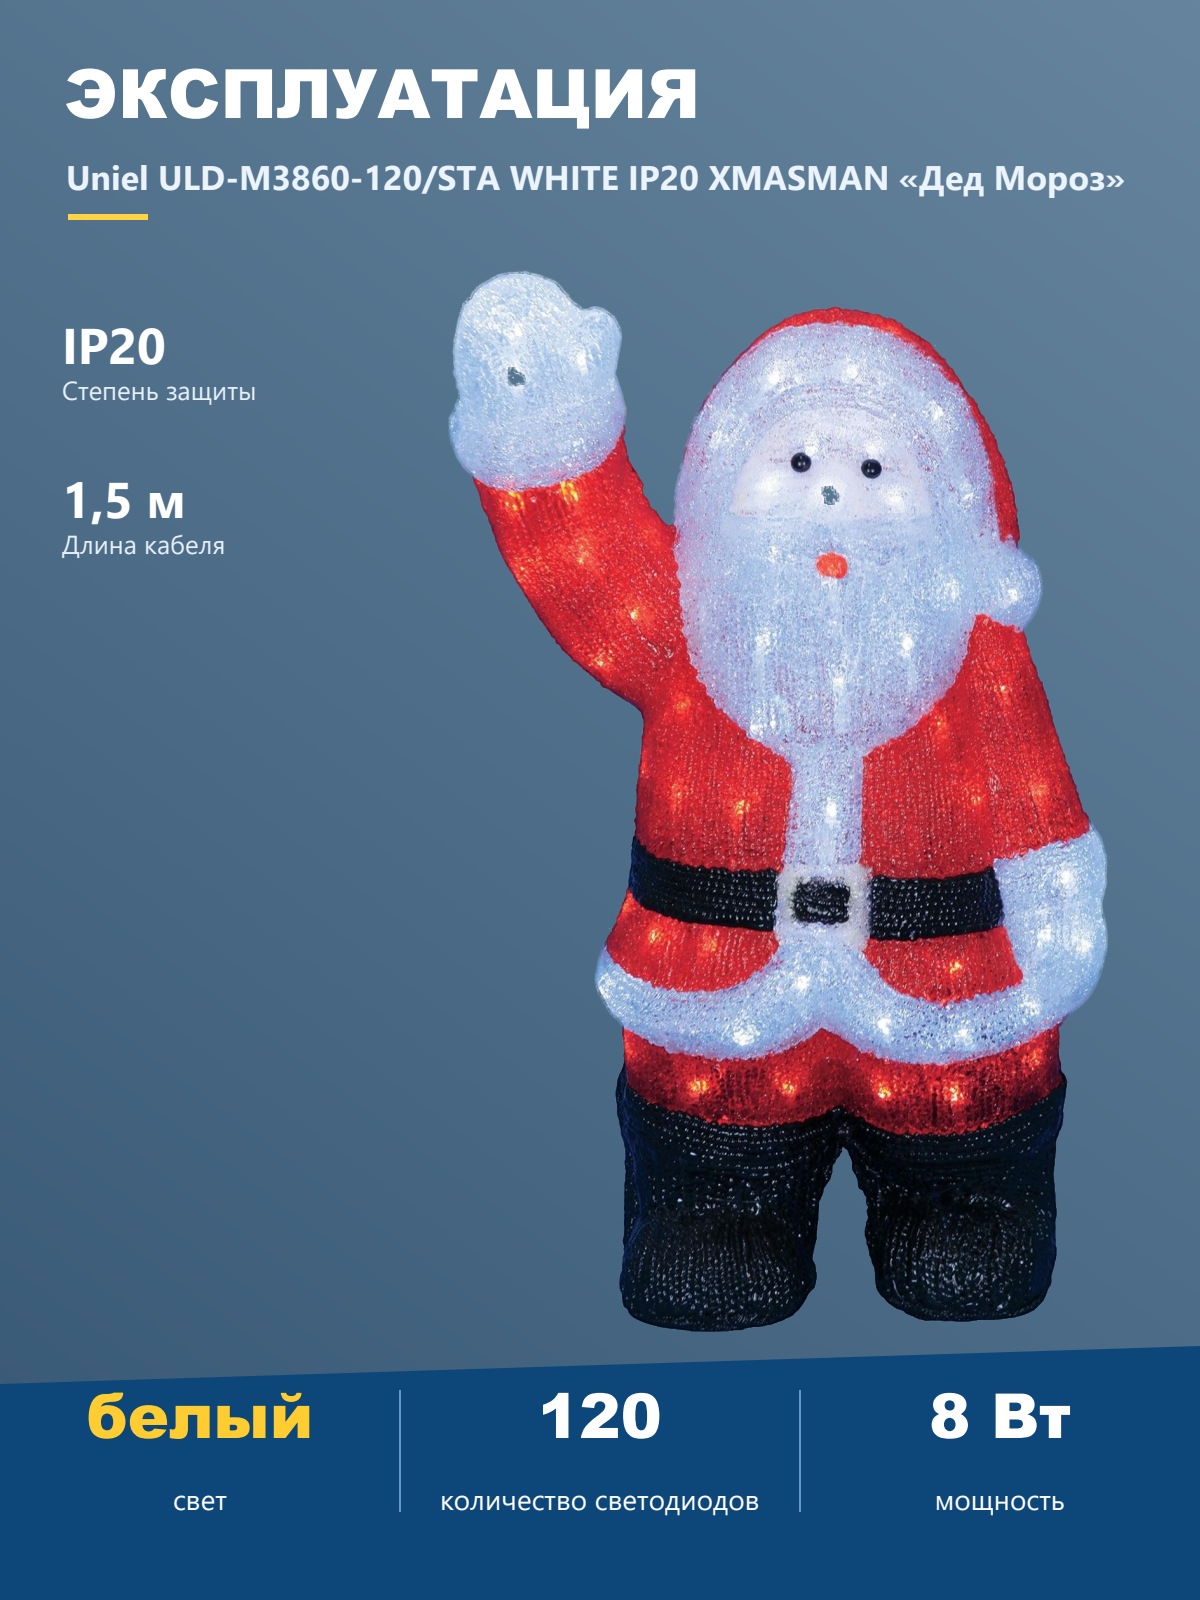 ЭКСПЛУАТАЦИЯ
Uniel ULD-M3860-120/STA WHITE IP20 XMASMAN «Дед Мороз»
IP20
Степень защиты
1,5 м
Длина кабеля
белый
свет
120
количество светодиодов
8 Вт
мощность